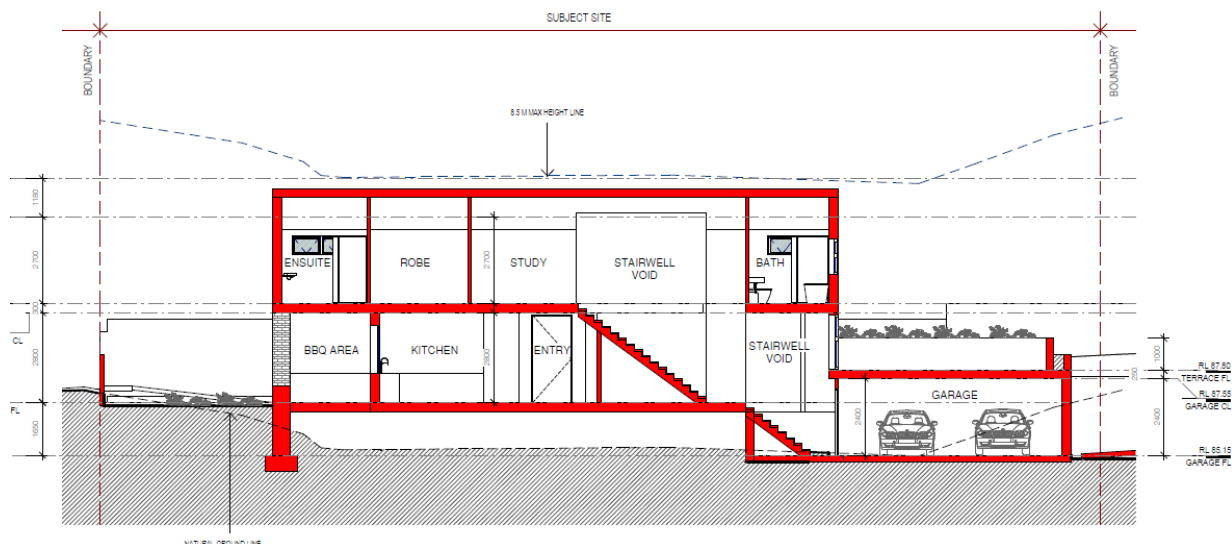 SUBJECT SITE
BOUNDARY
BOUNDARY
8.5 M MAX HEIGHT LINE
1180
2700
300
2800
1650
CL
FL
ENSUITE
ROBE
2700
STUDY
STAIRWELL
VOID
BATH
BBQ AREA
KITCHEN
2800
ENTRY
STAIRWELL
VOID
GARAGE
2400
1000
250
2400
RL 87.80
TERRACE FL
RL 87.55
GARAGE CL
RL 85.15
GARAGE FL
NATURAL GROUND LINE